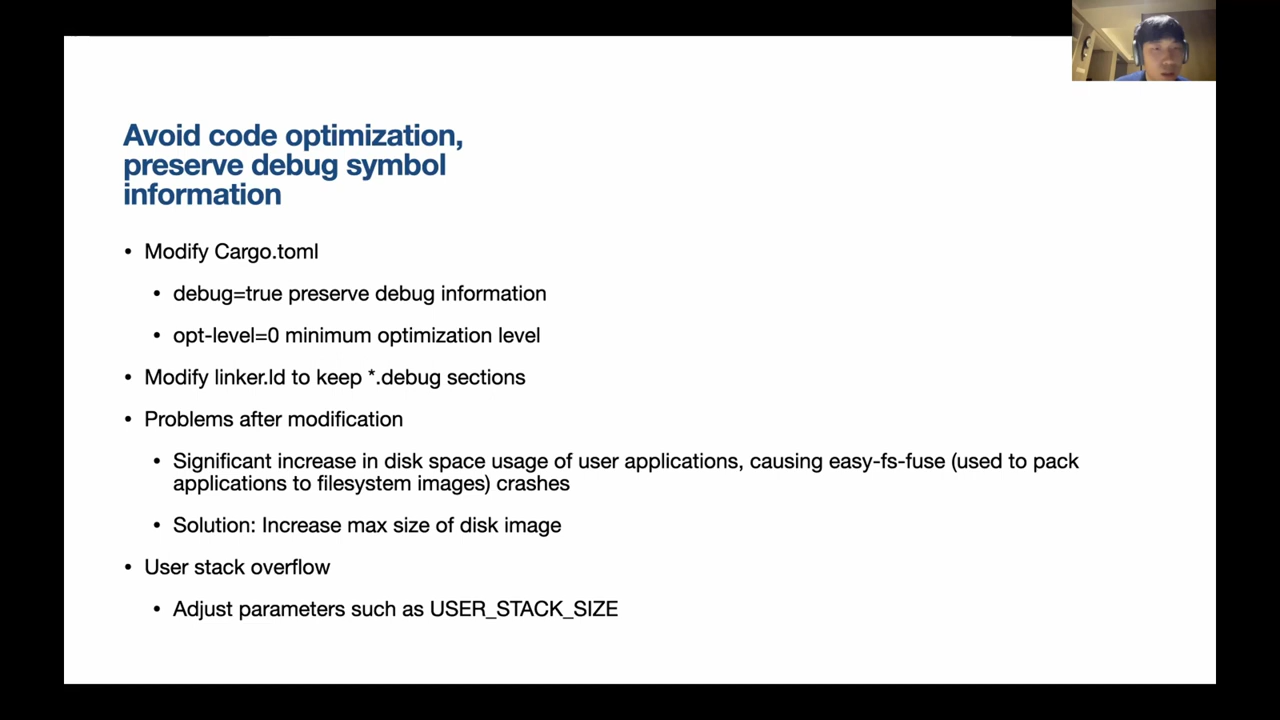 Avoid code optimization,
preserve debug symbol
information
• Modify Cargo.toml
• debug=true preserve debug information
• opt-level=0 minimum optimization level
• Modify linker.ld to keep *.debug sections
• Problems after modification
• Significant increase in disk space usage of user applications, causing easy-fs-fuse (used to pack
applications to filesystem images) crashes
• Solution: Increase max size of disk image
• User stack overflow
• Adjust parameters such as USER_STACK_SIZE